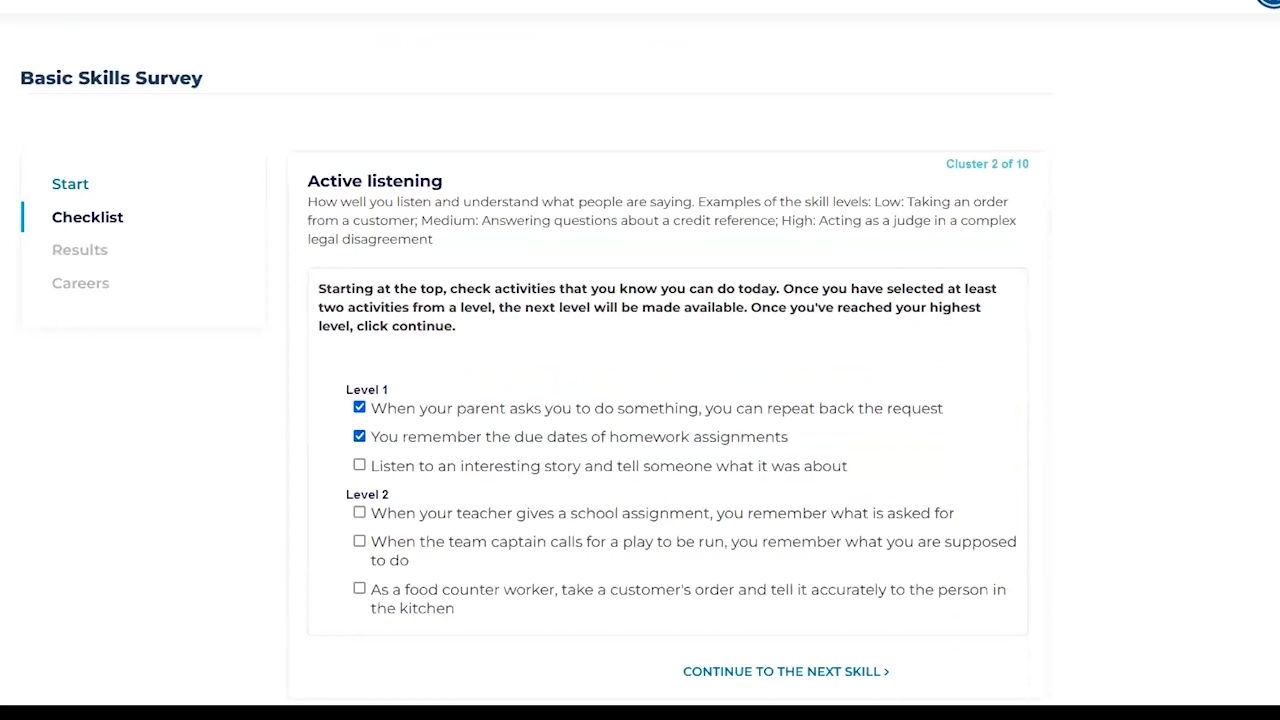 Basic Skills Survey
Start
Checklist
Results
Careers
Cluster 2 of 10
Active listening
How well you listen and understand what people are saying. Examples of the skill levels: Low: Taking an order
from a customer; Medium: Answering questions about a credit reference; High: Acting as a judge in a complex
legal disagreement
Starting at the top, check activities that you know you can do today. Once you have selected at least
two activities from a level, the next level will be made available. Once you've reached your highest
level, click continue.
Level 1
When your parent asks you to do something, you can repeat back the request
You remember the due dates of homework assignments
Listen to an interesting story and tell someone what it was about
Level 2
When your teacher gives a school assignment, you remember what is asked for
When the team captain calls for a play to be run, you remember what you are supposed
to do
As a food counter worker, take a customer's order and tell it accurately to the person in
the kitchen
CONTINUE TO THE NEXT SKILL >